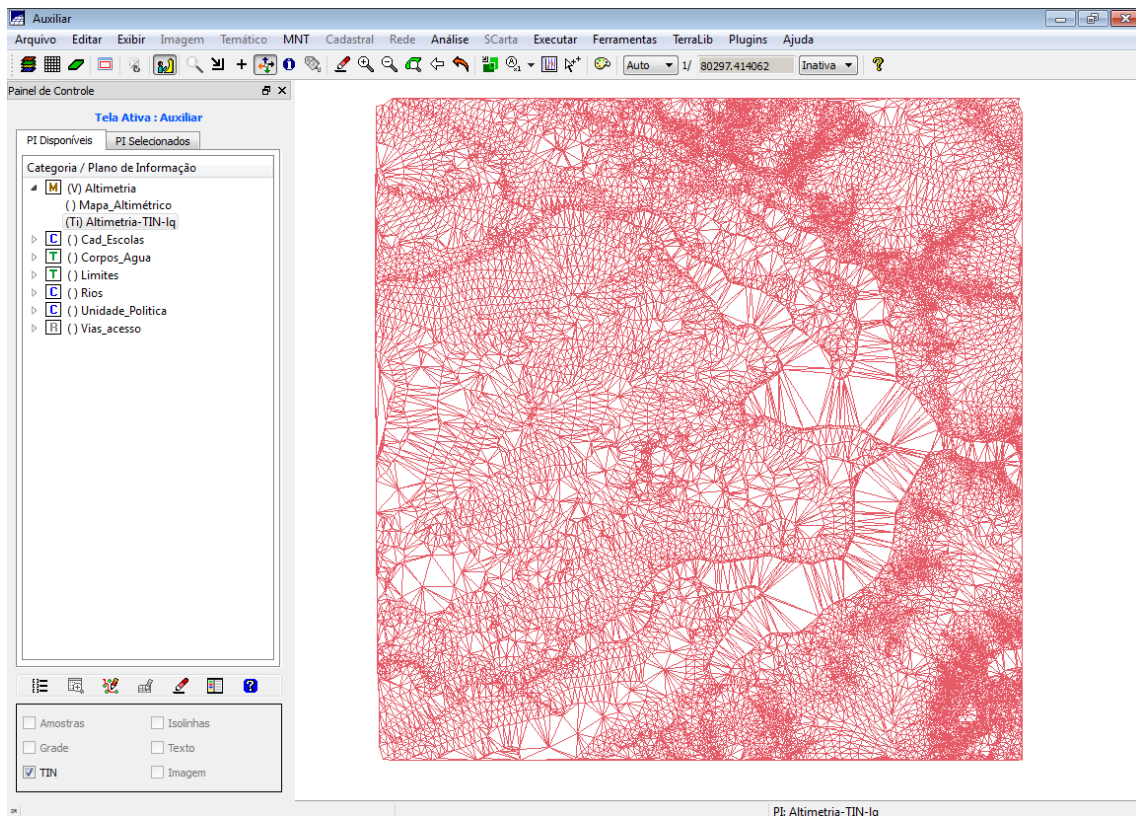 Auxiliar
Arquivo Editar Exibir Imagem Temático MNT Cadastral Rede Análise SCarta Executar Ferramentas TerraLib Plugins Ajuda
Auto 1/ 80297.414062 Inativa
Painel de Controle
Tela Ativa : Auxiliar
PI Disponíveis PI Selecionados
Categoria / Plano de Informação
M (V) Altimetria
( ) Mapa_Altimétrico
(Ti) Altimetria-TIN-lq
C ( ) Cad_Escolas
T ( ) Corpos_Agua
T ( ) Limites
C ( ) Rios
C ( ) Unidade_Politica
R ( ) Vias_acesso
Amostras Isolinhas
Grade Texto
TIN Imagem
PI: Altimetria-TIN-lq